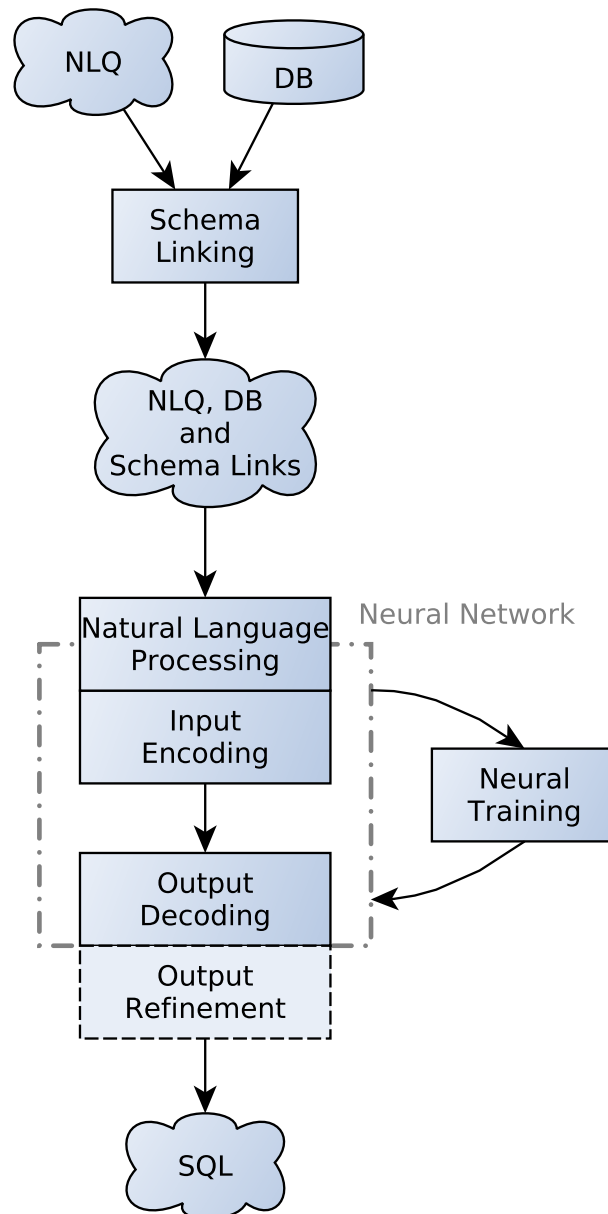 NLQ
DB
Schema
Linking
NLQ, DB
and
Schema Links
Neural Network
Natural Language
Processing
Input
Encoding
Neural
Training
Output
Decoding
Output
Refinement
SQL